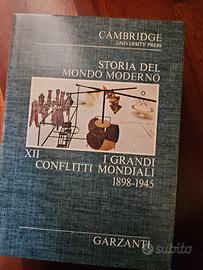 CAMBRIDGE
UNIVERSITY PRESS
STORIA DEL
MONDO MODERNO
XII
I GRANDI
CONFLITTI MONDIALI
1898-1945
GARZANTI
subito